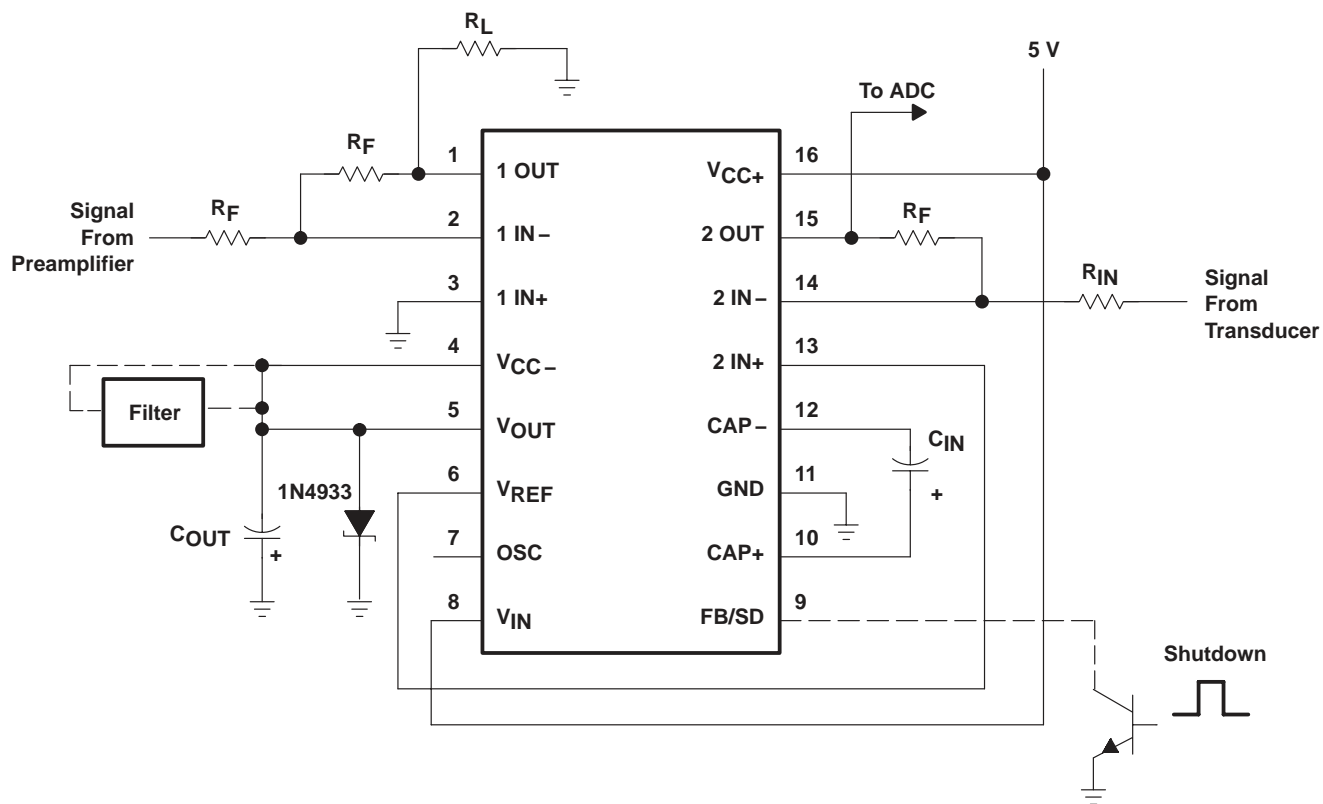 RL
5 V
To ADC
RF
1
1 OUT
VCC+
16
Signal
From
Preamplifier
RF
2
1 IN−
2 OUT
15
RF
3
1 IN+
2 IN−
14
RIN
Signal
From
Transducer
4
VCC−
2 IN+
13
Filter
5
VOUT
CAP−
12
CIN
+
1N4933
6
VREF
GND
11
COUT
+
7
OSC
CAP+
10
8
VIN
FB/SD
9
Shutdown